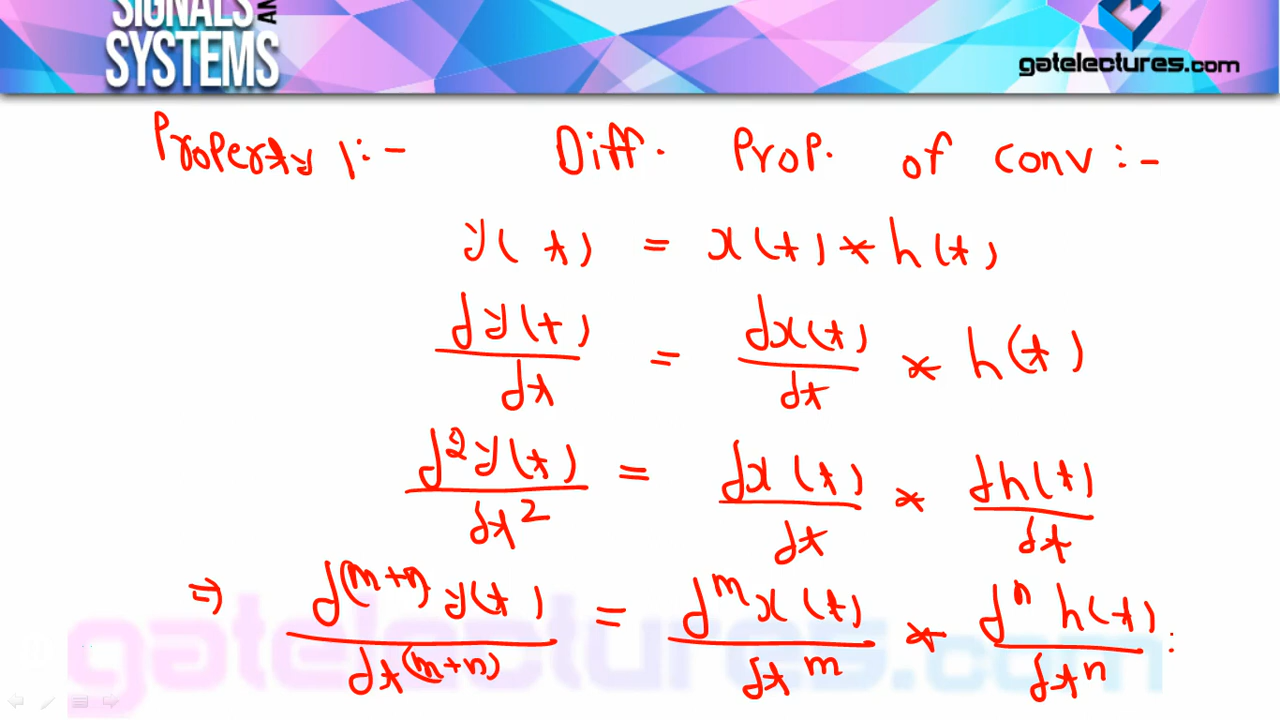 SIGNALS AND
SYSTEMS
gatelectures.com
Property 1:- Diff. Prop. of conv:-
y(t) = x(t) * h(t)
dy(t)/dt = dx(t)/dt * h(t)
d²y(t)/dt² = dx(t)/dt * dh(t)/dt
⇒ d^(m+n) y(t)/dt^(m+n) = d^m x(t)/dt^m * d^n h(t)/dt^n :
gatelectures.com